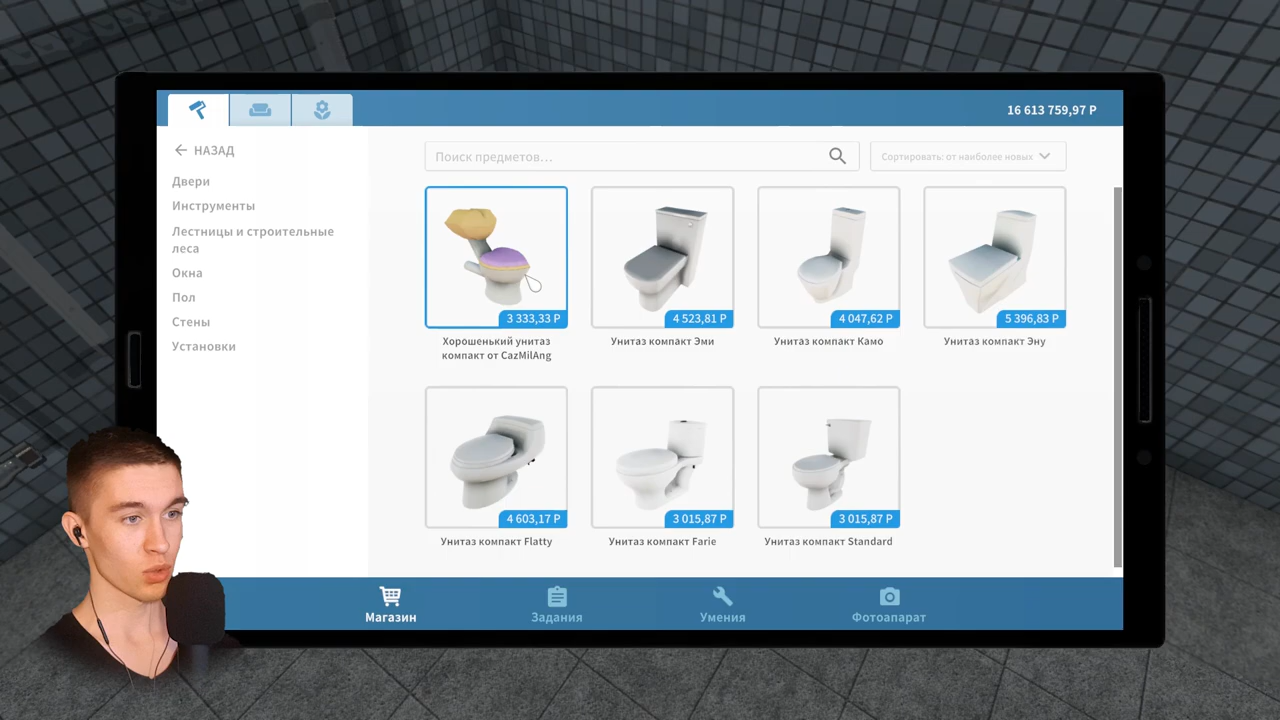 16 613 759,97 Р
НАЗАД
Двери
Инструменты
Лестницы и строительные
леса
Окна
Пол
Стены
Установки
Поиск предметов...
Сортировать: от наиболее новых
3 333,33 Р
Хорошенький унитаз
компакт от CazMilAng
4 523,81 Р
Унитаз компакт Эми
4 047,62 Р
Унитаз компакт Камо
5 396,83 Р
Унитаз компакт Эну
4 603,17 Р
Унитаз компакт Flatty
3 015,87 Р
Унитаз компакт Farie
3 015,87 Р
Унитаз компакт Standard
Магазин
Задания
Умения
Фотоапарат